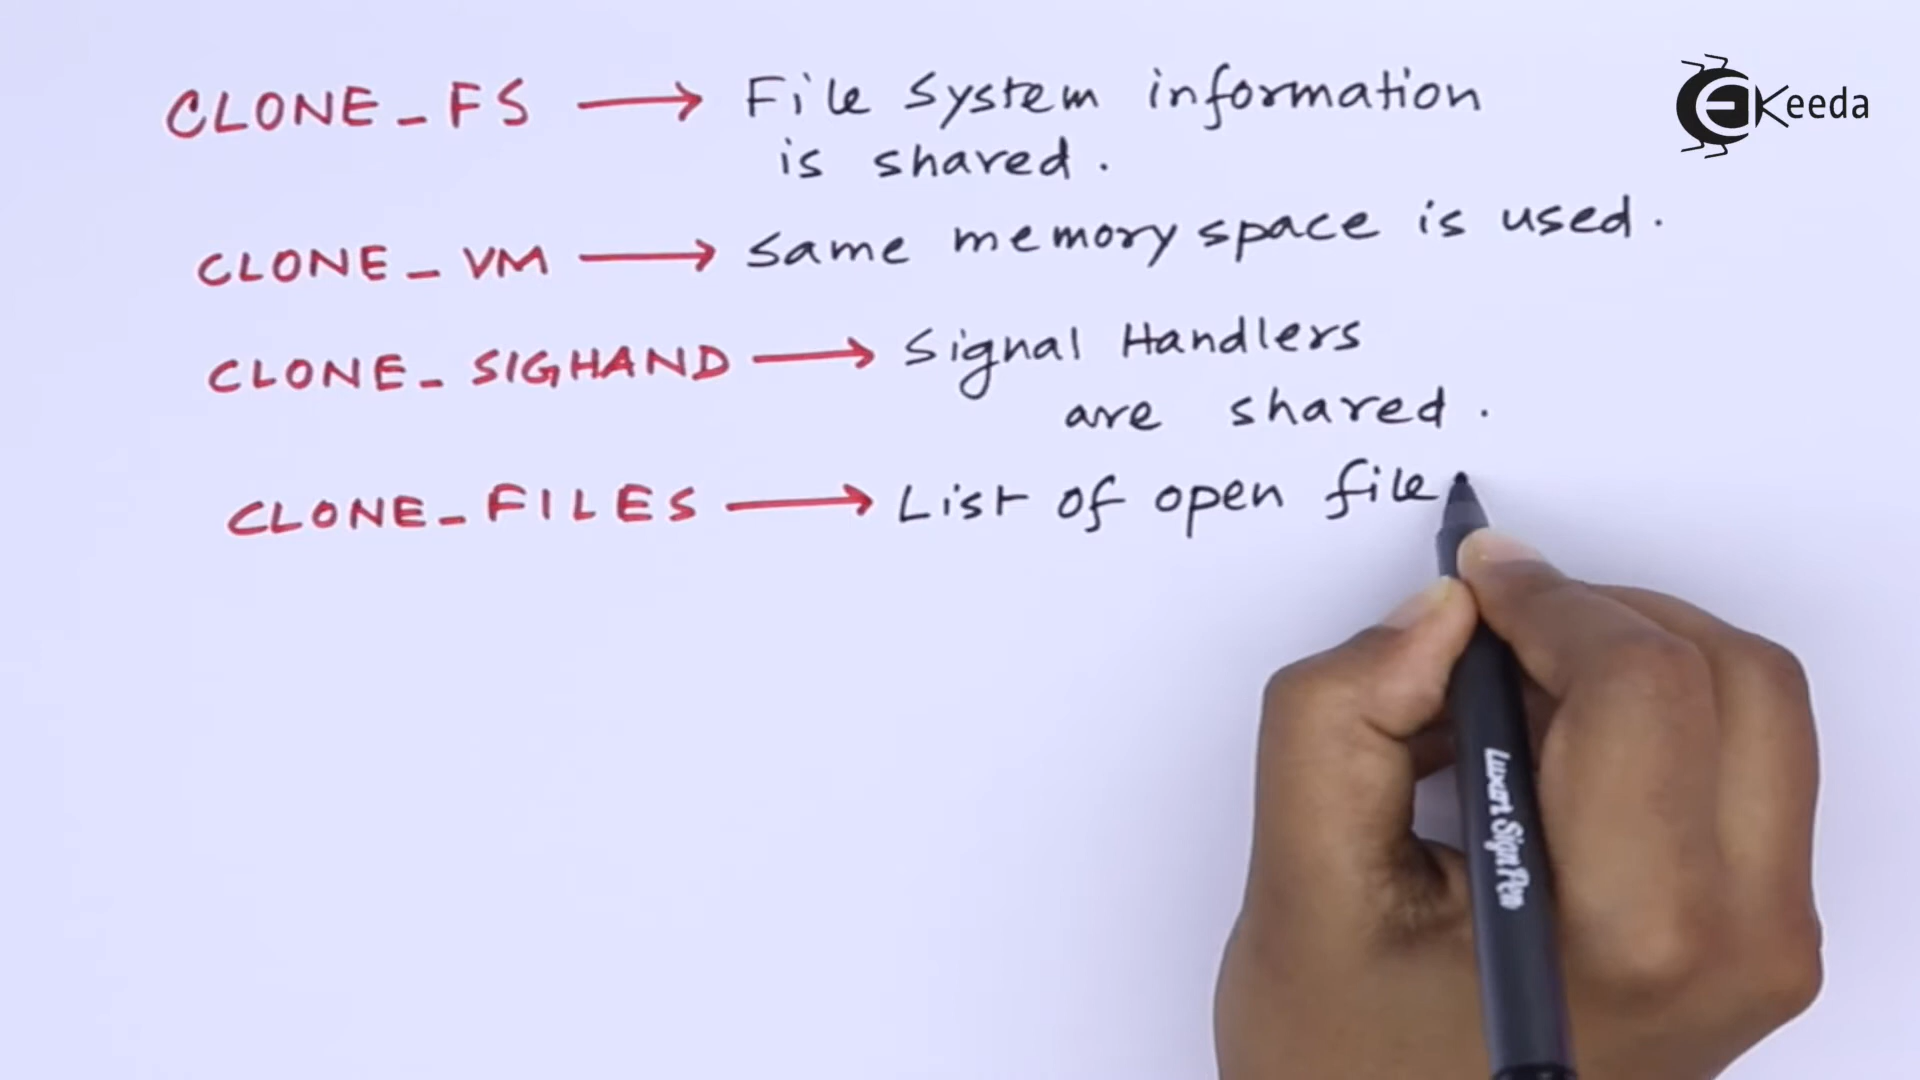 CLONE_FS → File System information
is shared.
CLONE_VM → Same memory space is used.
CLONE_SIGHAND → Signal Handlers
are shared.
CLONE_FILES → List of open file
eKeeda
Luxor Sign Pen